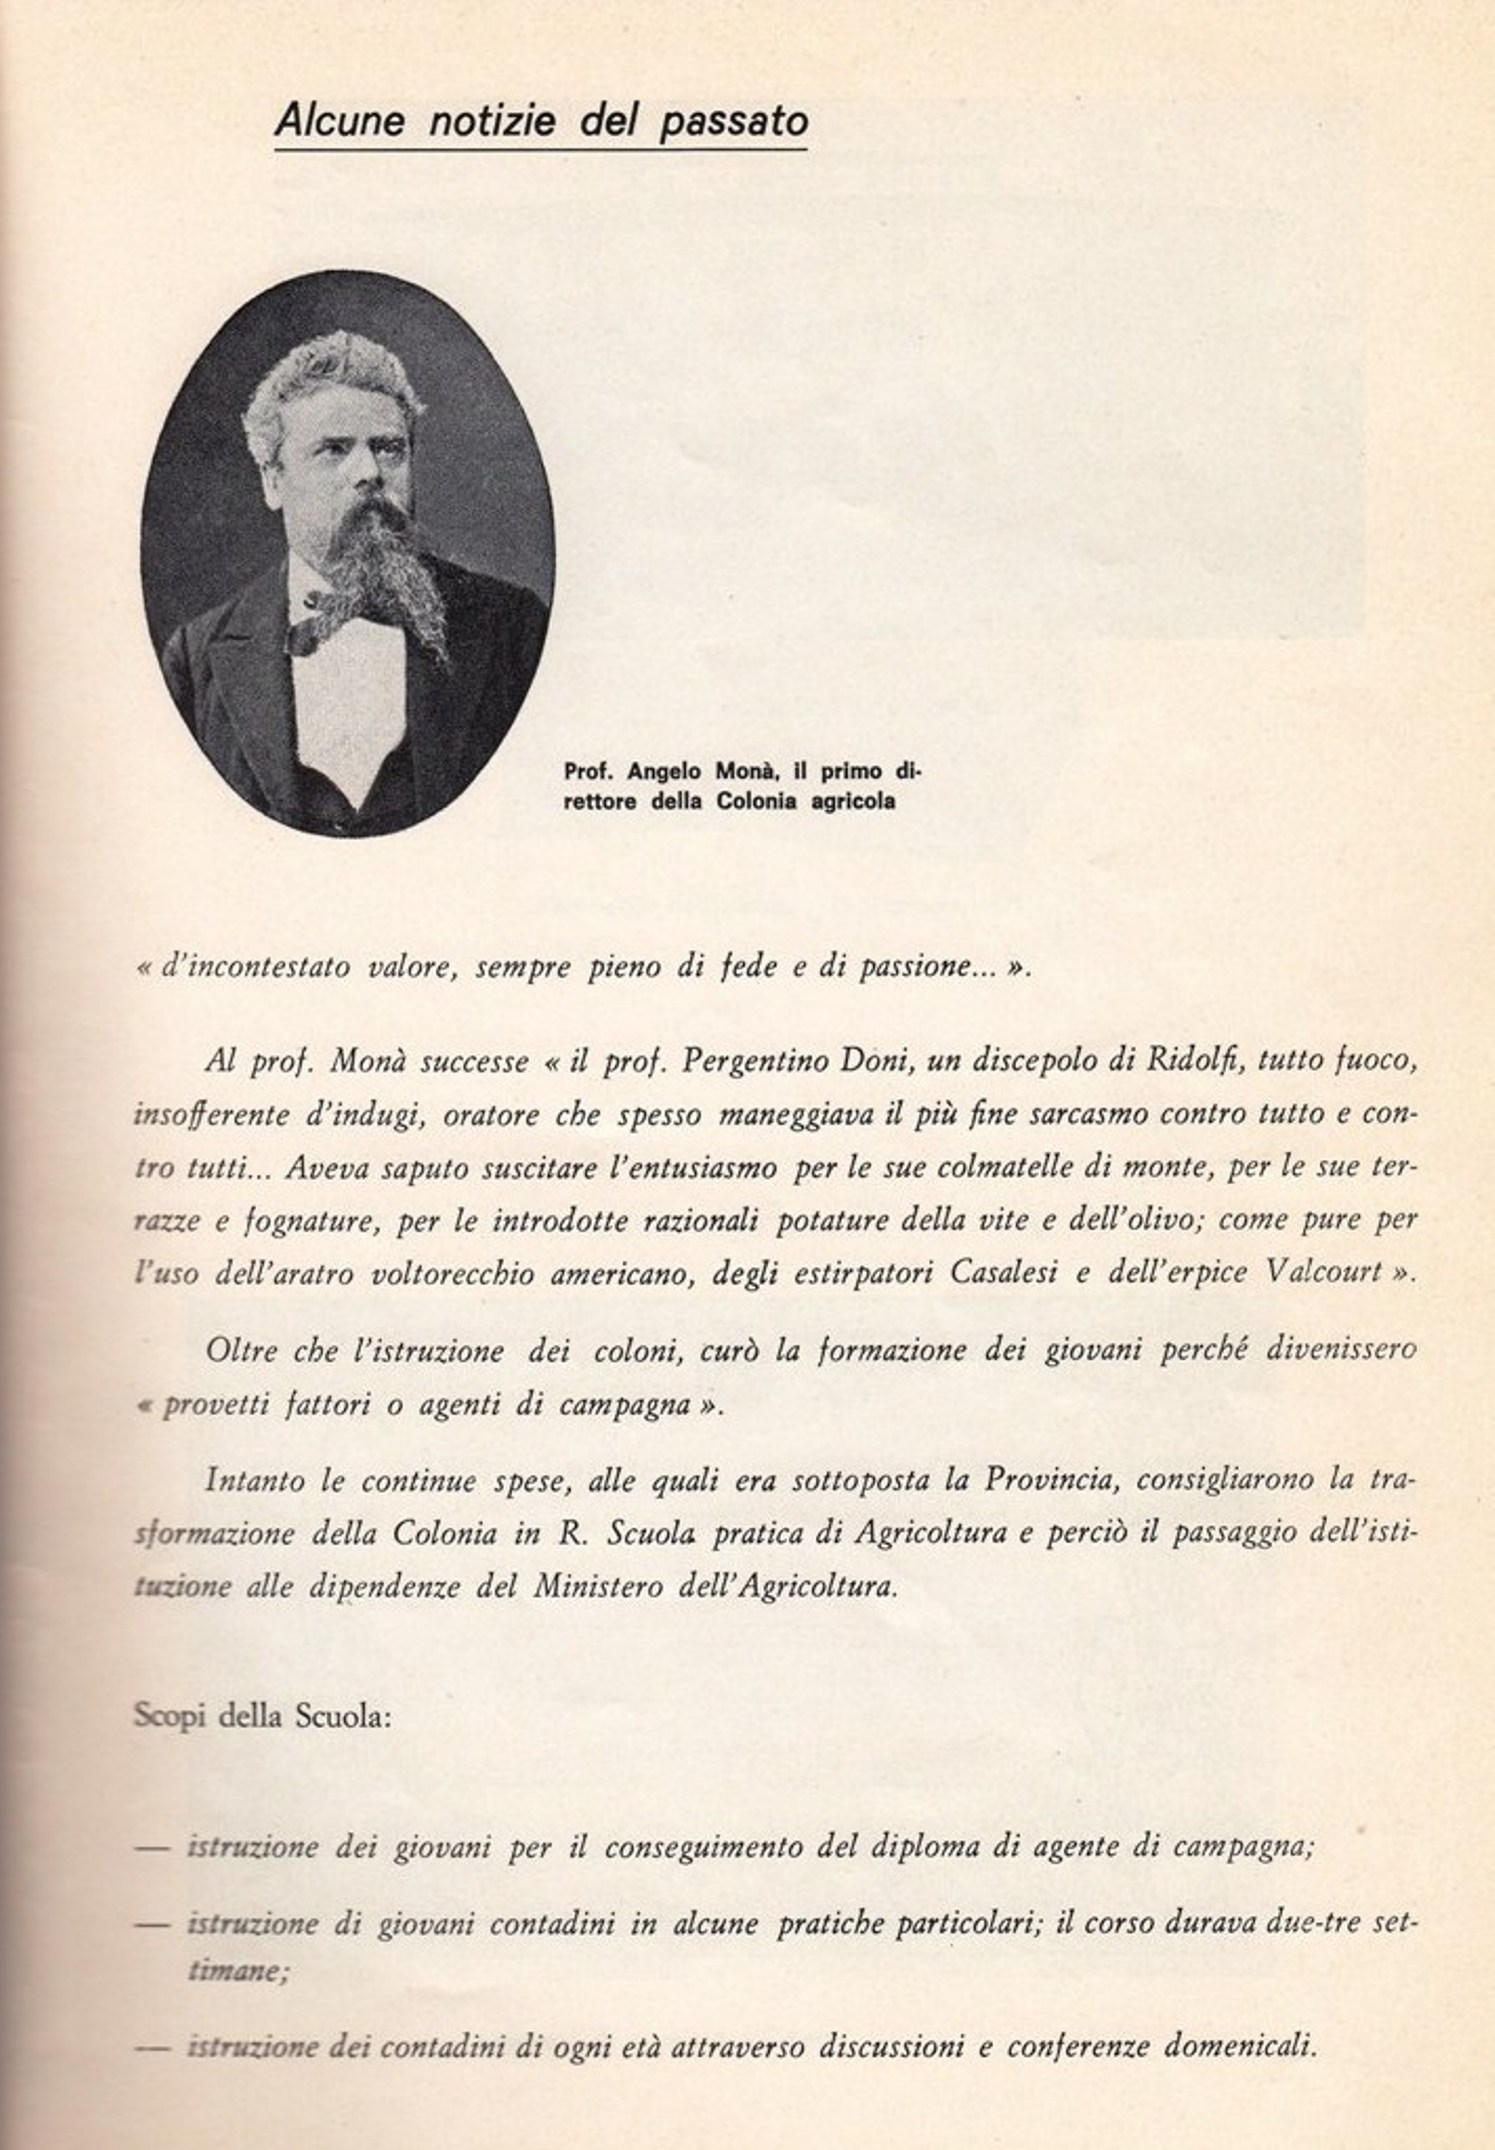 Alcune notizie del passato
Prof. Angelo Monà, il primo di-
rettore della Colonia agricola
« d'incontestato valore, sempre pieno di fede e di passione... ».
Al prof. Monà successe « il prof. Pergentino Doni, un discepolo di Ridolfi, tutto fuoco,
insofferente d'indugi, oratore che spesso maneggiava il più fine sarcasmo contro tutto e con-
tro tutti... Aveva saputo suscitare l'entusiasmo per le sue colmatelle di monte, per le sue ter-
razze e fognature, per le introdotte razionali potature della vite e dell'olivo; come pure per
l'uso dell'aratro voltorecchio americano, degli estirpatori Casalesi e dell'erpice Valcourt ».
Oltre che l'istruzione dei coloni, curò la formazione dei giovani perché divenissero
« provetti fattori o agenti di campagna ».
Intanto le continue spese, alle quali era sottoposta la Provincia, consigliarono la tra-
sformazione della Colonia in R. Scuola pratica di Agricoltura e perciò il passaggio dell'isti-
tuzione alle dipendenze del Ministero dell'Agricoltura.
Scopi della Scuola:
— istruzione dei giovani per il conseguimento del diploma di agente di campagna;
— istruzione di giovani contadini in alcune pratiche particolari; il corso durava due-tre set-
timane;
— istruzione dei contadini di ogni età attraverso discussioni e conferenze domenicali.